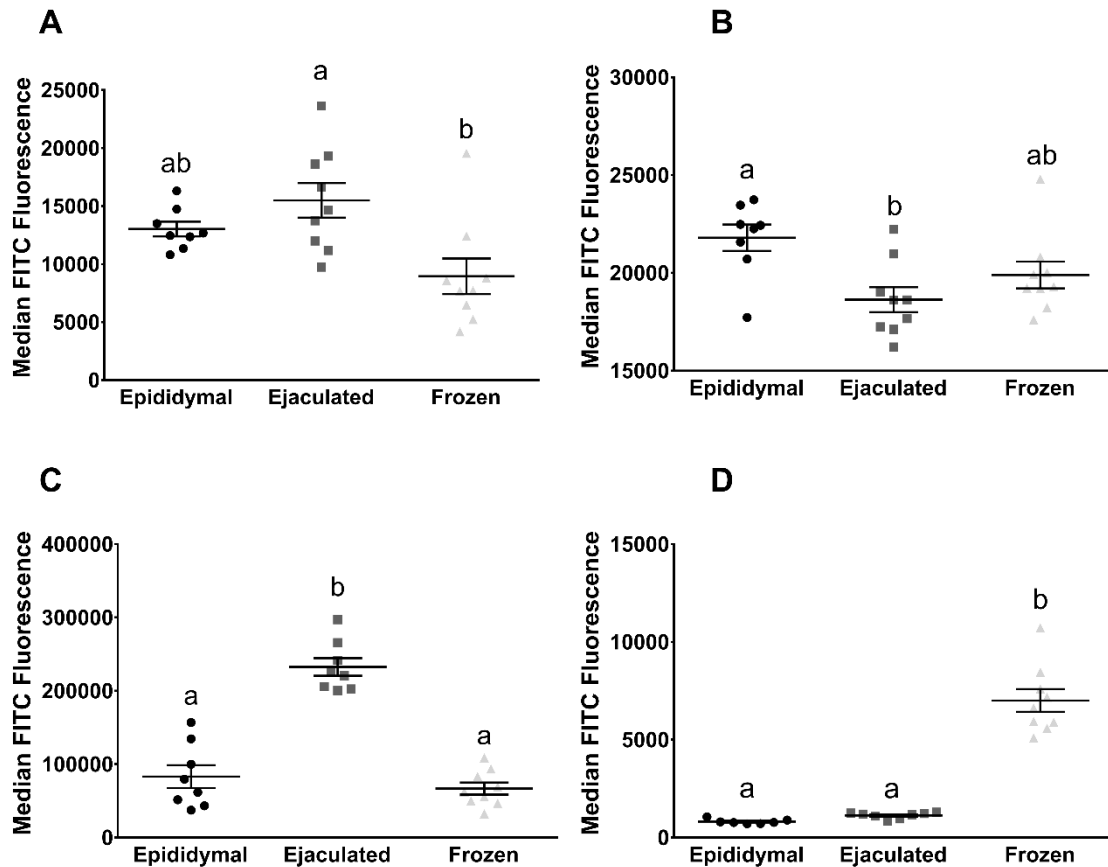 A
Median FITC Fluorescence
25000
20000
15000
10000
5000
0
ab
a
b
Epididymal Ejaculated Frozen
B
Median FITC Fluorescence
30000
25000
20000
15000
a
b
ab
Epididymal Ejaculated Frozen
C
Median FITC Fluorescence
400000
300000
200000
100000
0
a
b
a
Epididymal Ejaculated Frozen
D
Median FITC Fluorescence
15000
10000
5000
0
a
a
b
Epididymal Ejaculated Frozen